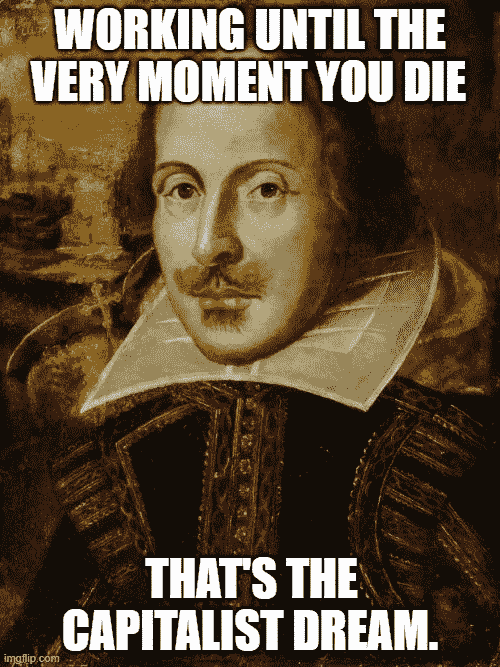 WORKING UNTIL THE
VERY MOMENT YOU DIE
THAT'S THE
CAPITALIST DREAM.
imgflip.com